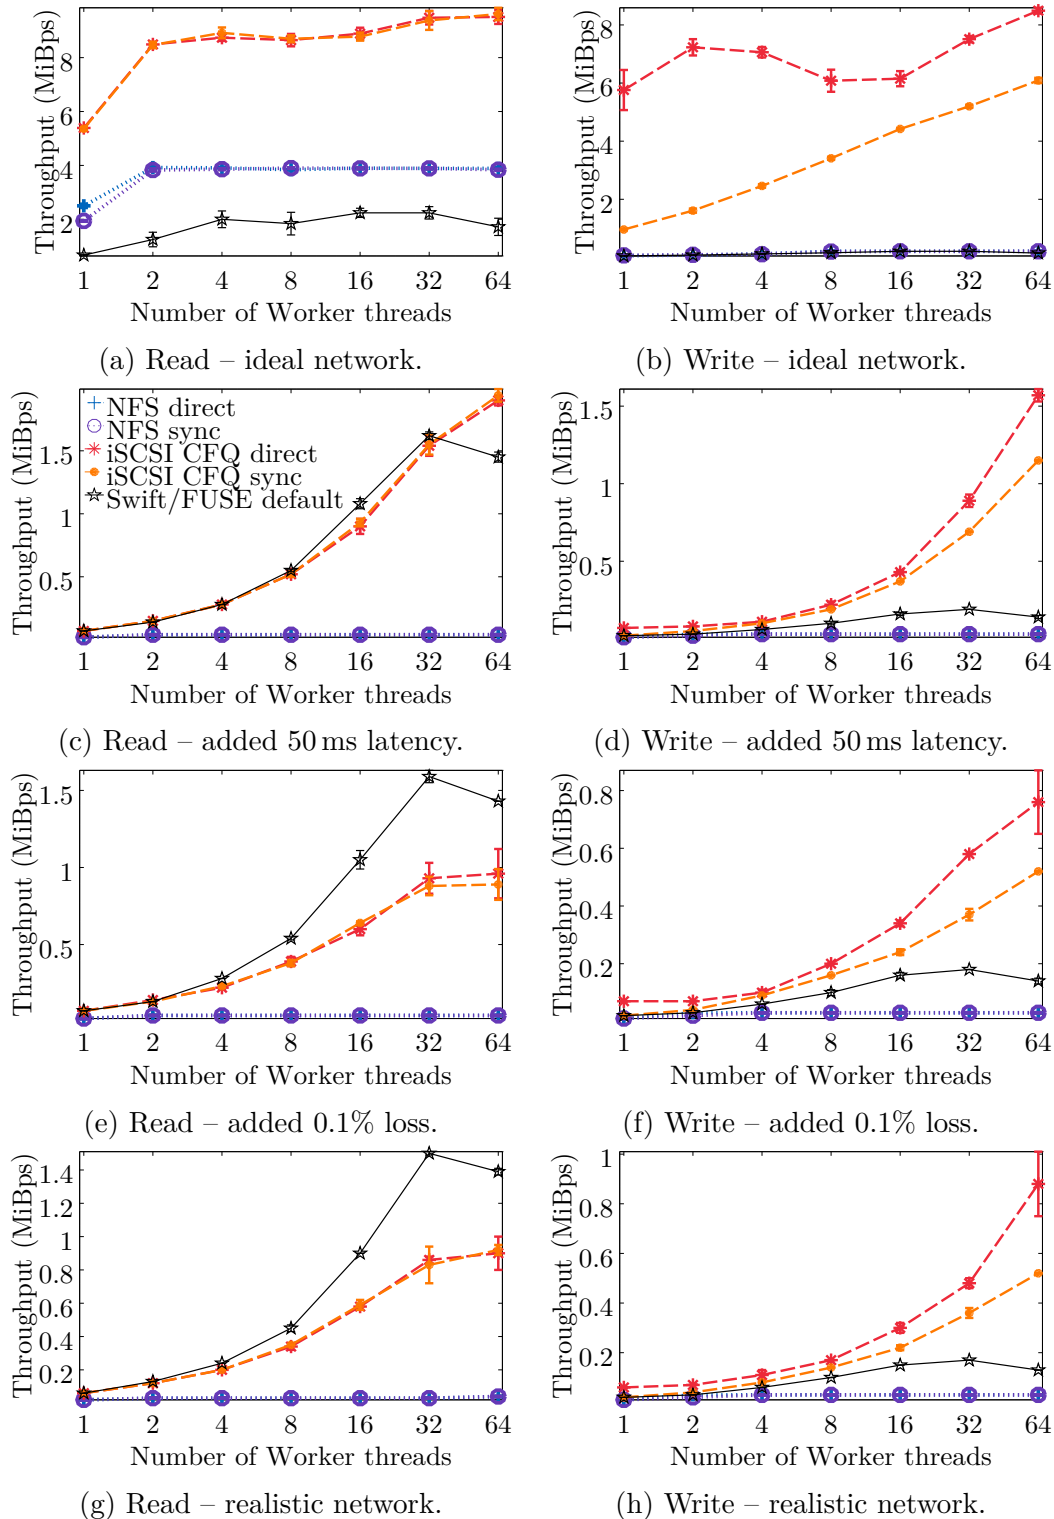 Throughput (MiBps)
8
6
4
2
1 2 4 8 16 32 64
Number of Worker threads
(a) Read – ideal network.
Throughput (MiBps)
8
6
4
2
1 2 4 8 16 32 64
Number of Worker threads
(b) Write – ideal network.
Throughput (MiBps)
1.5
1
0.5
NFS direct
NFS sync
iSCSI CFQ direct
iSCSI CFQ sync
Swift/FUSE default
1 2 4 8 16 32 64
Number of Worker threads
(c) Read – added 50 ms latency.
Throughput (MiBps)
1.5
1
0.5
1 2 4 8 16 32 64
Number of Worker threads
(d) Write – added 50 ms latency.
Throughput (MiBps)
1.5
1
0.5
1 2 4 8 16 32 64
Number of Worker threads
(e) Read – added 0.1% loss.
Throughput (MiBps)
0.8
0.6
0.4
0.2
1 2 4 8 16 32 64
Number of Worker threads
(f) Write – added 0.1% loss.
Throughput (MiBps)
1.4
1.2
1
0.8
0.6
0.4
0.2
1 2 4 8 16 32 64
Number of Worker threads
(g) Read – realistic network.
Throughput (MiBps)
1
0.8
0.6
0.4
0.2
1 2 4 8 16 32 64
Number of Worker threads
(h) Write – realistic network.